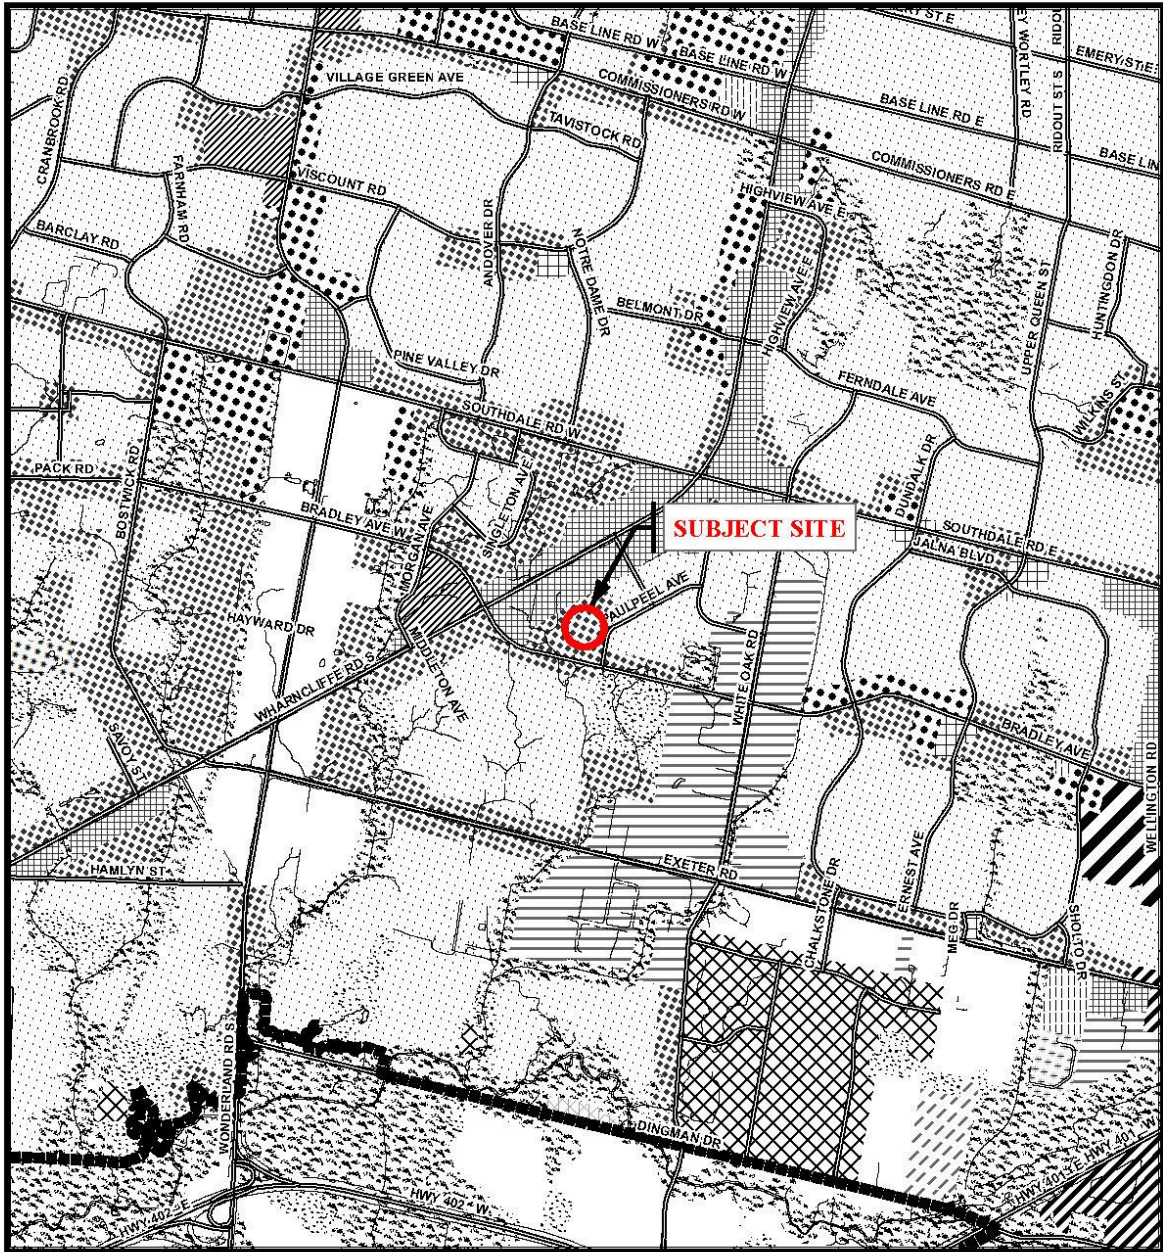 BASE LINE RD W
BASE LINE RD W
EMERY ST E
RIDOUT ST S
WORTLEY RD
VILLAGE GREEN AVE
COMMISSIONERS RD W
BASE LINE RD E
CRANBROOK RD
TAVISTOCK RD
COMMISSIONERS RD E
FARNHAM RD
VISCOUNT RD
HIGHVIEW AVE E
BARCLAY RD
ANDOVER DR
NOTRE DAME DR
HIGHVIEW AVE E
UPPER QUEEN ST
HUNTINGDON DR
BELMONT DR
PINE VALLEY DR
FERNDALE AVE
WILKINS ST
SOUTHDALE RD W
DUNDALK DR
PACK RD
BOSTWICK RD
BRADLEY AVE W
MORGAN AVE
SINGLETON AVE
SUBJECT SITE
SOUTHDALE RD E
JALNA BLVD
PAULPEEL AVE
HAYWARD DR
MIDDLETON AVE
WHITE OAK RD
WHARNCLIFFE RD S
SAVOY ST
BRADLEY AVE
WELLINGTON RD
HAMLYN ST
EXETER RD
CHALKSTONE DR
ERNEST AVE
MEG DR
SHOLTO DR
WONDERLAND RD S
DINGMAN DR
HWY 402 E
HWY 402 W
HWY 401 E
HWY 401 W